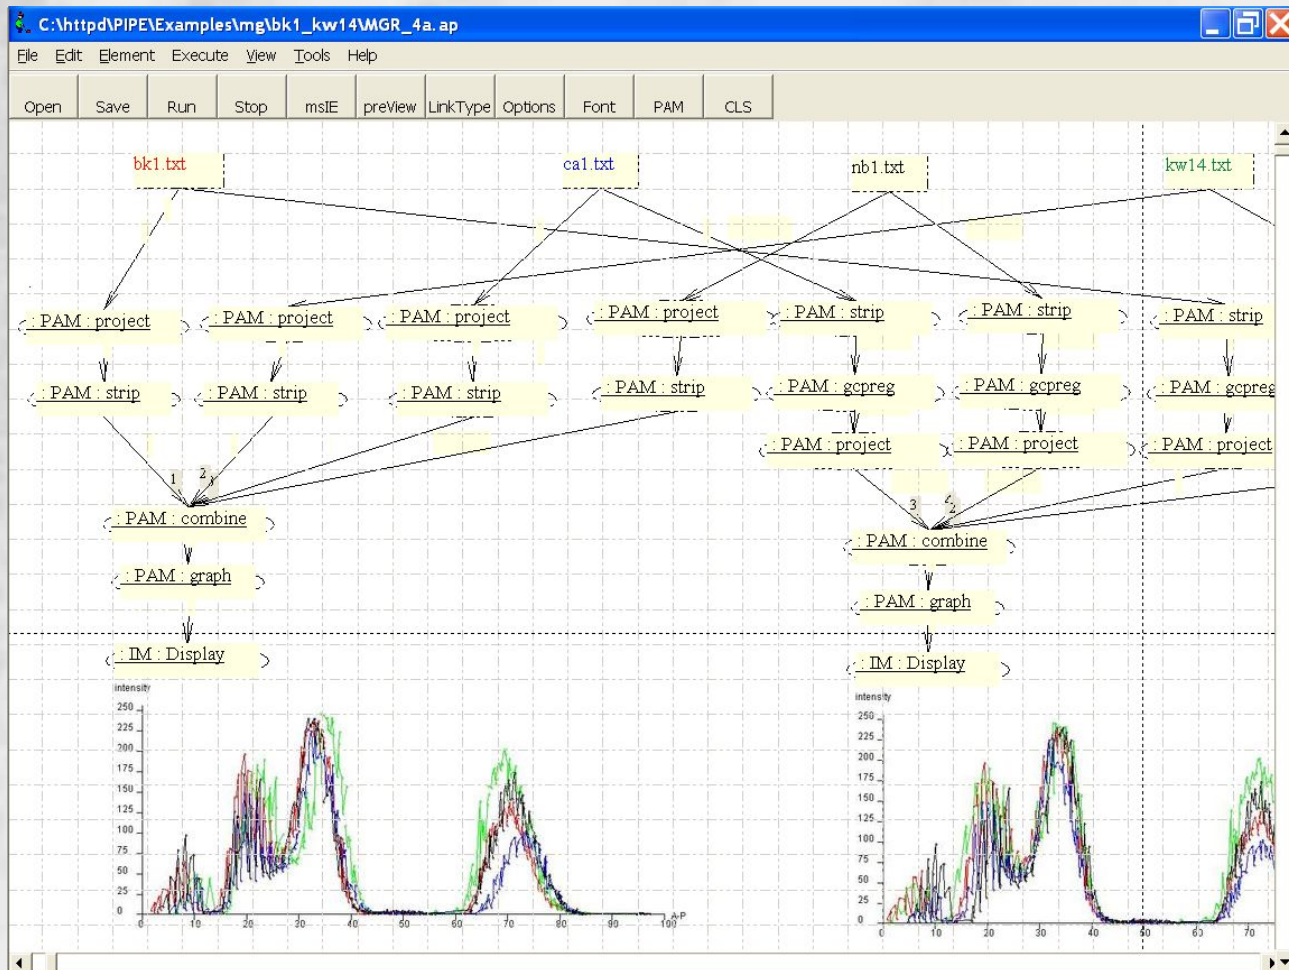 C:\httpd\PIPE\Examples\mg\bk1_kw14\MGR_4a.ap
File Edit Element Execute View Tools Help
Open Save Run Stop msIE preView LinkType Options Font PAM CLS
bk1.txt ca1.txt nb1.txt kw14.txt
: PAM : project : PAM : project : PAM : project : PAM : project : PAM : strip : PAM : strip : PAM : strip
: PAM : strip : PAM : strip : PAM : strip : PAM : strip : PAM : gcpreg : PAM : gcpreg : PAM : gcpreg
: PAM : project : PAM : project : PAM : project
1 2 3 4 2
: PAM : combine : PAM : combine
: PAM : graph : PAM : graph
: IM : Display : IM : Display
intensity intensity
250 250
225 225
200 200
175 175
150 150
125 125
100 100
75 75
50 50
25 25
0 0
0 10 20 30 40 50 60 70 80 90 100 A-P
0 10 20 30 40 50 60 70